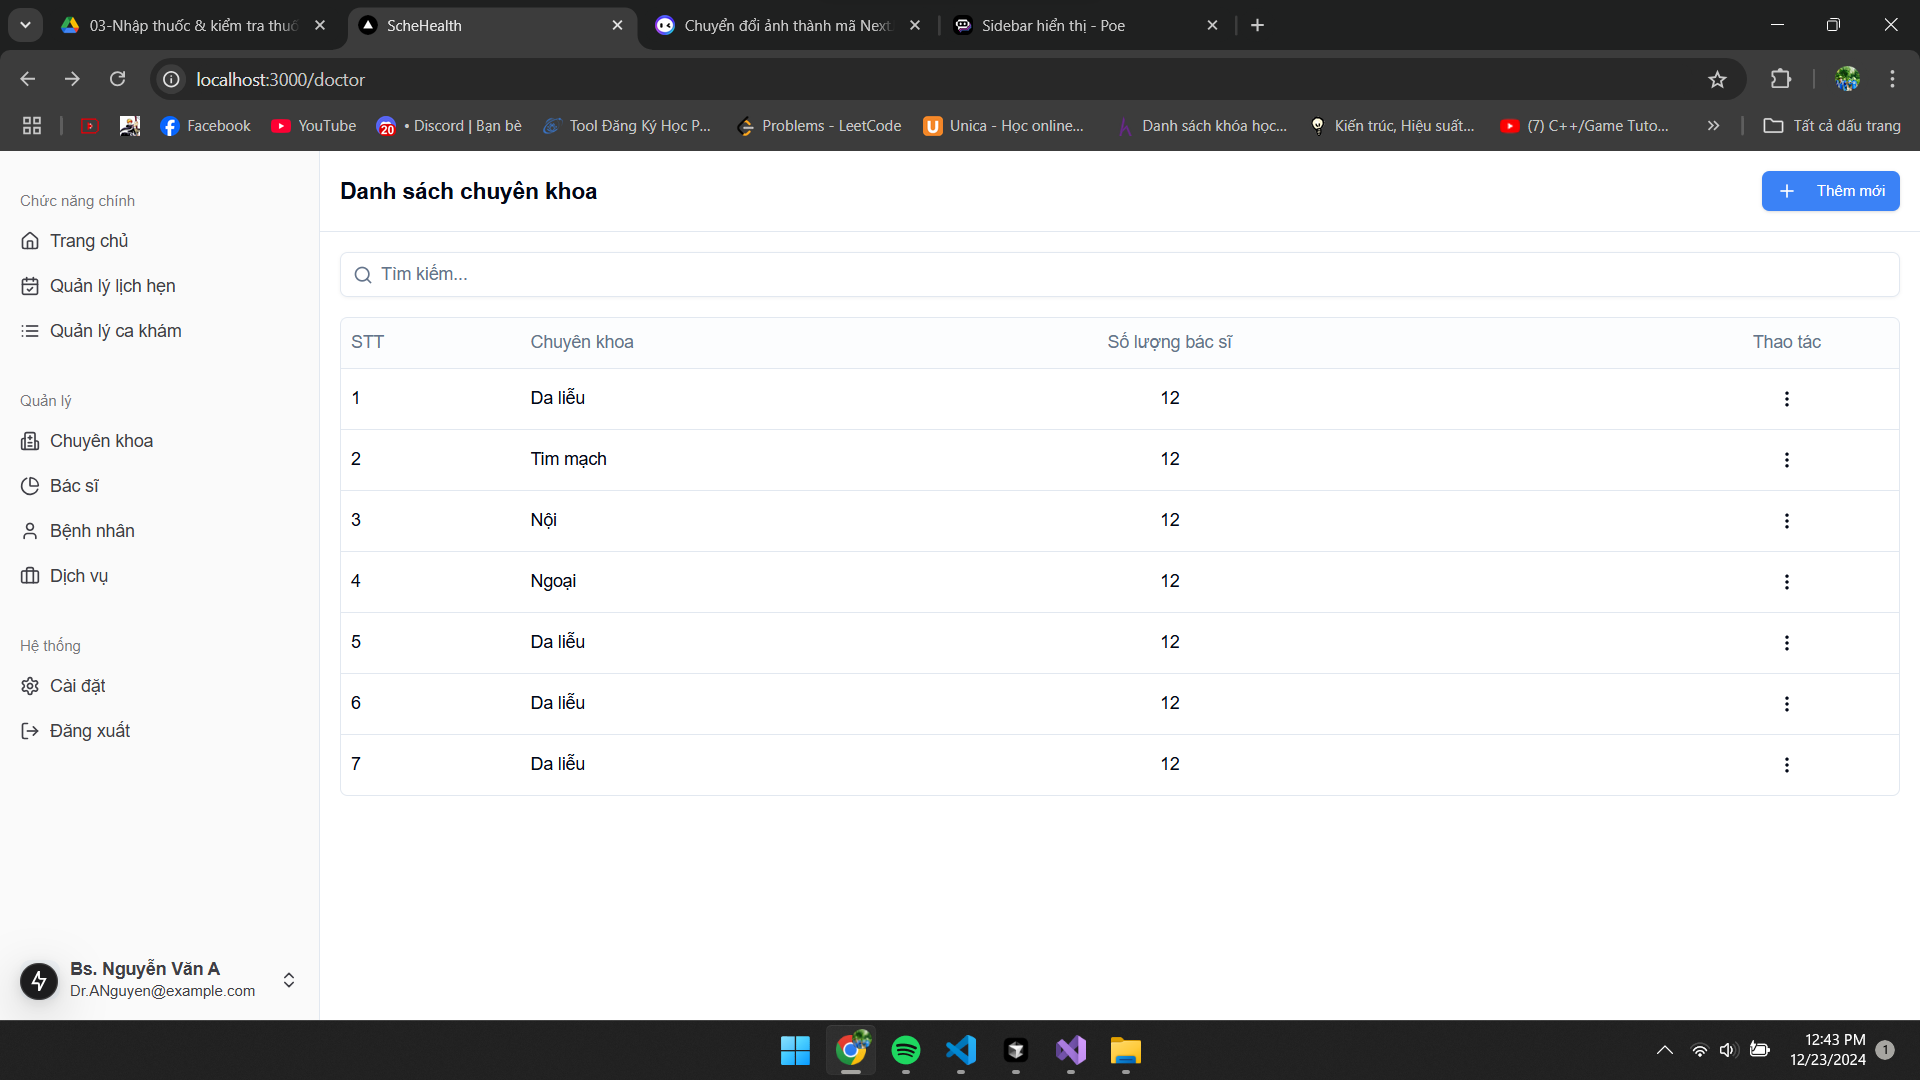 03-Nhập thuốc & kiểm tra thuố
ScheHealth
Chuyển đổi ảnh thành mã Next.
Sidebar hiển thị - Poe
localhost:3000/doctor
Facebook
YouTube
20
• Discord | Bạn bè
Tool Đăng Ký Học P...
Problems - LeetCode
Unica - Học online...
Danh sách khóa học...
Kiến trúc, Hiệu suất...
(7) C++/Game Tuto...
Tất cả dấu trang
Chức năng chính
Trang chủ
Quản lý lịch hẹn
Quản lý ca khám
Quản lý
Chuyên khoa
Bác sĩ
Bệnh nhân
Dịch vụ
Hệ thống
Cài đặt
Đăng xuất
Bs. Nguyễn Văn A
Dr.ANguyen@example.com
Danh sách chuyên khoa
Thêm mới
Tìm kiếm...
STT Chuyên khoa Số lượng bác sĩ Thao tác
1 Da liễu 12
2 Tim mạch 12
3 Nội 12
4 Ngoại 12
5 Da liễu 12
6 Da liễu 12
7 Da liễu 12
12:43 PM
12/23/2024
1